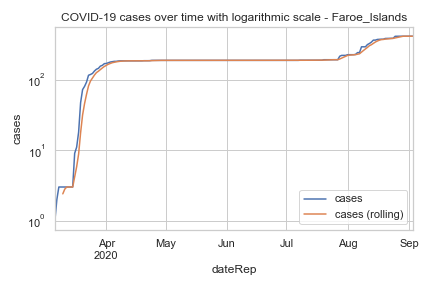 COVID-19 cases over time with logarithmic scale - Faroe_Islands
cases
10²
10¹
10⁰
Apr
2020
May
Jun
Jul
Aug
Sep
dateRep
cases
cases (rolling)